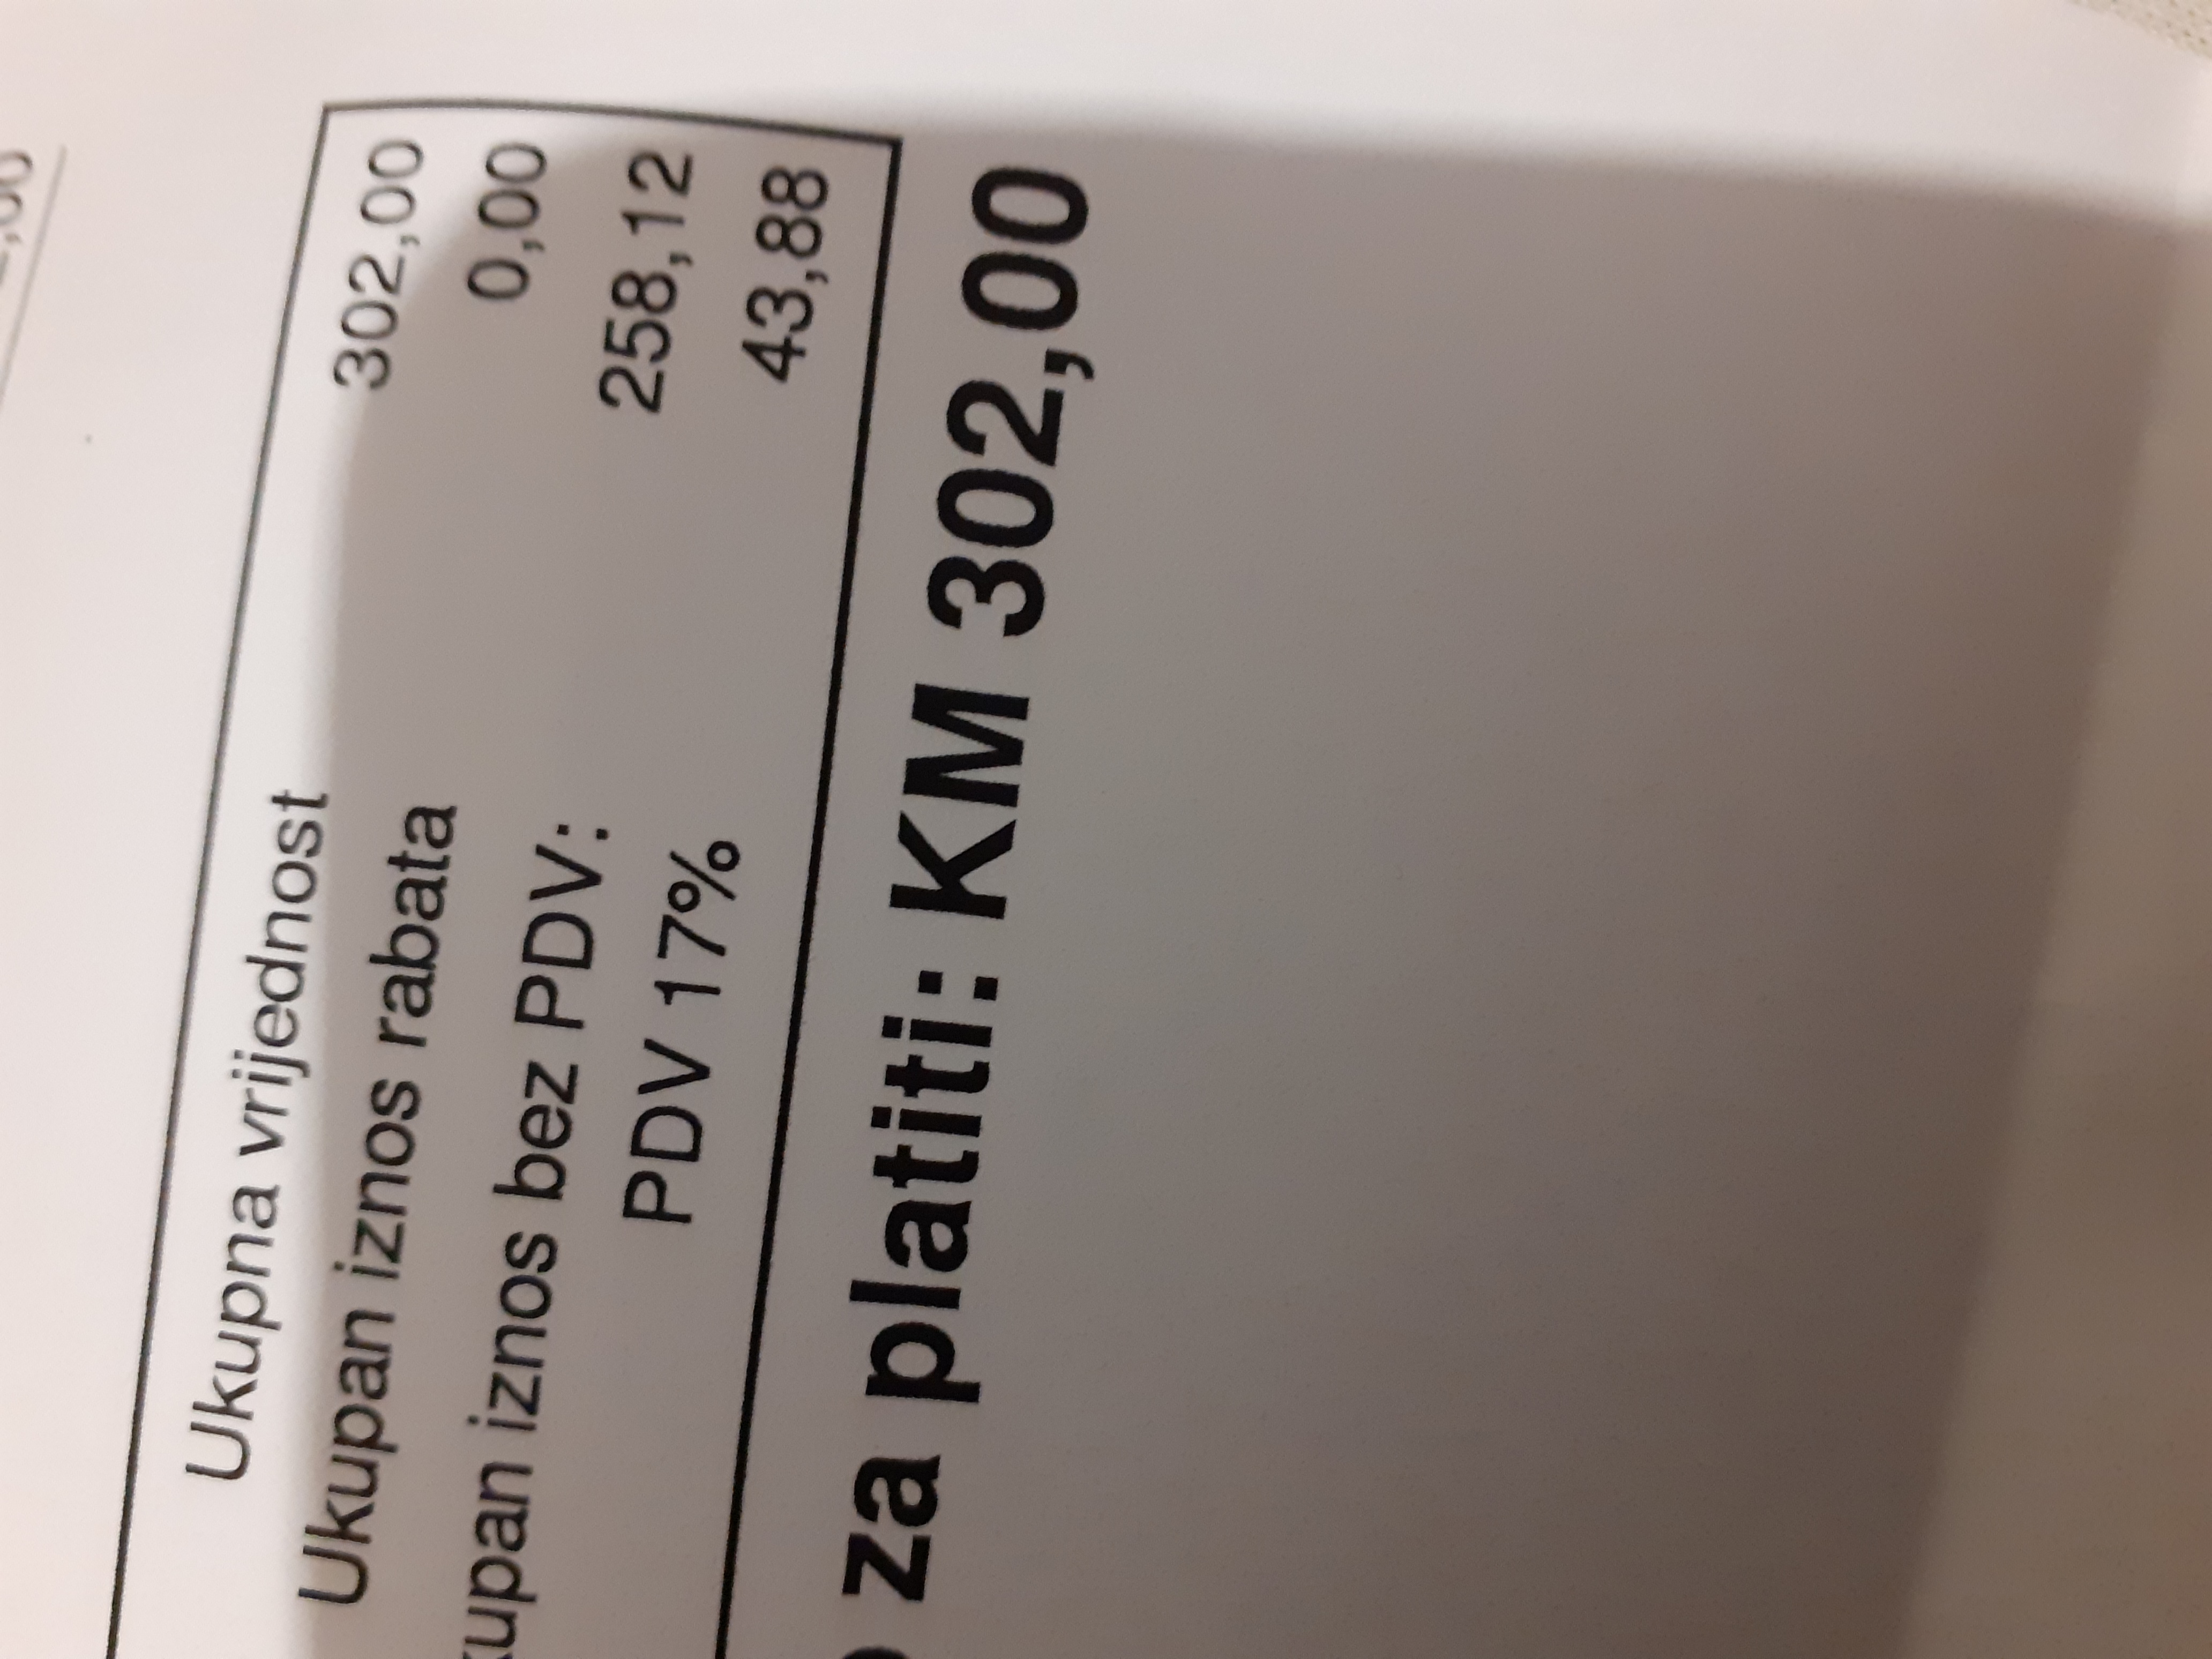 Ukupna vrijednost 302,00
Ukupan iznos rabata 0,00
iznos bez PDV: 258,12
PDV 17% 43,88
za platiti: KM 302,00